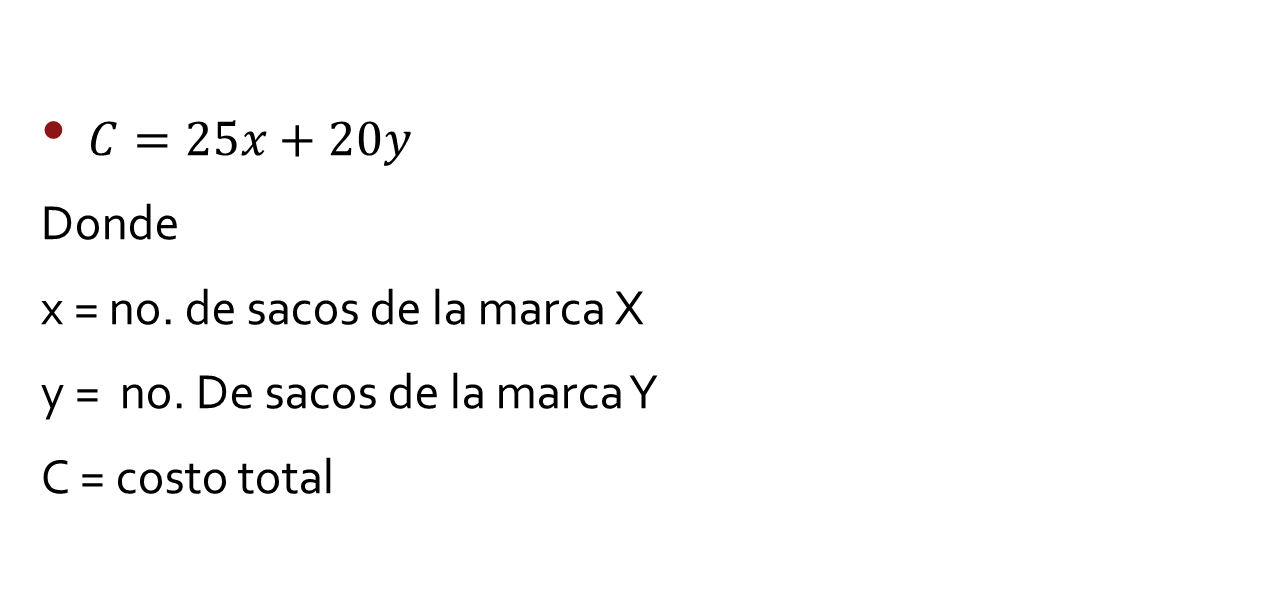 • C = 25x + 20y
Donde
x = no. de sacos de la marca X
y = no. De sacos de la marca Y
C = costo total